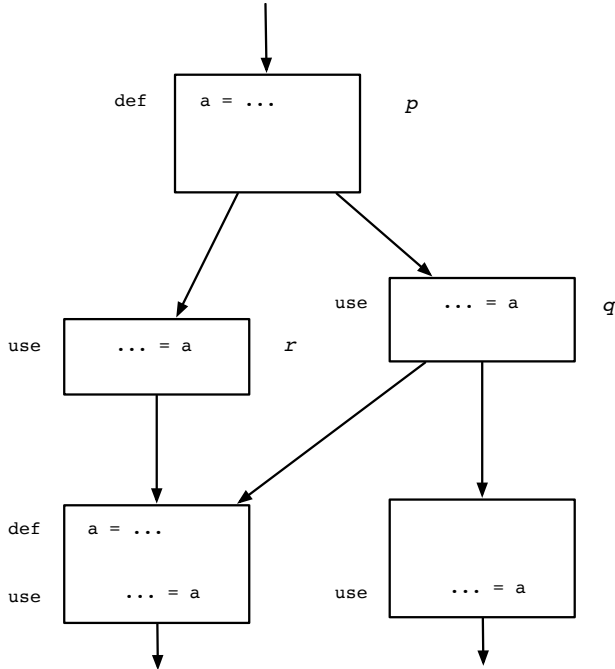 def a = ... p
use ... = a q
use ... = a r
def a = ...
use ... = a
use ... = a